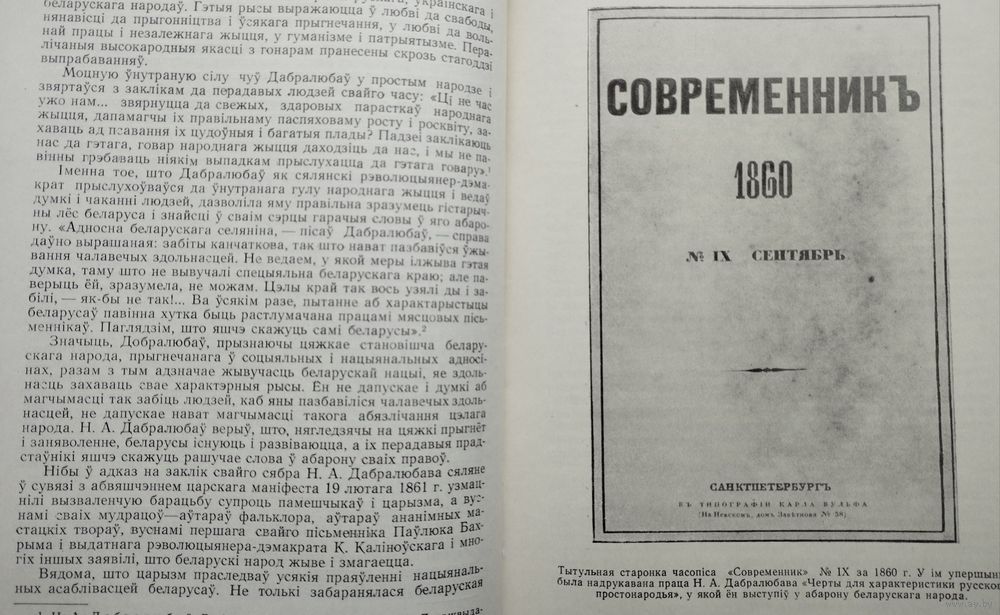 украінскага і
беларускага народаў. Гэтыя рысы выражаюцца ў любві да свабоды,
нянавісці да прыгонніцтва і ўсякага прыгнечання, у любві да воль-
най працы і незалежнага жыцця, у гуманізме і патрыятызме. Пера-
лічаныя высокародныя якасці з гонарам пранесены скрозь стагоддзі
выпрабаванняў.
Моцную ўнутраную сілу чуў Дабралюбаў у простым народзе і
звяртаўся з заклікам да перадавых людзей свайго часу: «Ці не час
ужо нам... звярнуцца да свежых, здаровых парасткаў народнага
жыцця, дапамагчы іх правільнаму паспяховаму росту і росквіту, за-
хаваць ад псавання іх цудоўныя і багатыя плады? Падзеі заклікаюць
нас да гэтага, говар народнага жыцця даходзіць да нас, і мы не па-
вінны грэбаваць ніякім выпадкам прыслухацца да гэтага говару».¹
Іменна тое, што Дабралюбаў як сялянскі рэволюцыянер-дэма-
крат прыслухоўваўся да ўнутранага гулу народнага жыцця і ведаў
думкі і чаканні людзей, дазволіла яму правільна зразумець гістарыч-
ны лёс беларуса і знайсці ў сваім сэрцы гарачыя словы ў яго абаро-
ну. «Адносна беларускага селяніна, — пісаў Дабралюбаў, — справа
даўно вырашаная: забіты канчаткова, так што нават пазбавіўся ўжы-
вання чалавечых здольнасцей. Не ведаем, у якой меры ілжыва гэтая
думка, таму што не вывучалі спецыяльна беларускага краю; але па-
верыць ёй, зразумела, не можам. Цэлы край так вось узялі ды і за-
білі, — як-бы не так!... Ва ўсякім разе, пытанне аб характарыстыцы
беларусаў павінна хутка быць растлумачана працамі мясцовых пісь-
меннікаў. Паглядзім, што яшчэ скажуць самі беларусы».²
Значыць, Добралюбаў, прызнаючы цяжкае становішча белару-
скага народа, прыгнечанага ў соцыяльных і нацыянальных адносі-
нах, разам з тым адзначае жывучасць беларускай нацыі, яе здоль-
насць захаваць свае характэрныя рысы. Ён не дапускае і думкі аб
магчымасці так забіць людзей, каб яны пазбавіліся чалавечых здоль-
насцей, не дапускае нават магчымасці такога абязлічання цэлага
народа. Н. А. Дабралюбаў верыў, што, нягледзячы на цяжкі прыгнёт
і заняволенне, беларусы існуюць і развіваюцца, а іх перадавыя прад-
стаўнікі яшчэ скажуць рашучае слова ў абарону сваіх правоў.
Нібы ў адказ на заклік свайго сябра Н. А. Дабралюбава сяляне
ў сувязі з абвяшчэннем царскага маніфеста 19 лютага 1861 г. узмац-
нілі вызваленчую барацьбу супроць памешчыкаў і царызма, а вус-
намі сваіх мудрацоў—аўтараў фальклора, аўтараў ананімных ма-
стацкіх твораў, вуснамі першага свайго пісьменніка Паўлюка Бах-
рыма і выдатнага рэволюцыянера-дэмакрата К. Каліноўскага і мно-
гіх іншых заявілі, што беларускі народ жыве і змагаецца.
Вядома, што царызм праследваў усякія праяўленні нацыяналь-
ных асаблівасцей беларусаў. Не толькі забаранялася беларуская
СОВРЕМЕННИКЪ
1860
№ IX СЕНТЯБРЬ
САНКТПЕТЕРБУРГЪ
ВЪ ТИПОГРАФІИ КАРЛА ВУЛЬФА
Тытульная старонка часопіса «Современник» № IX за 1860 г. У ім упершыню
была надрукавана праца Н. А. Дабралюбава «Черты для характеристики русского
простонародья», у якой ён выступіў у абарону беларускага народа.
www.ay.by